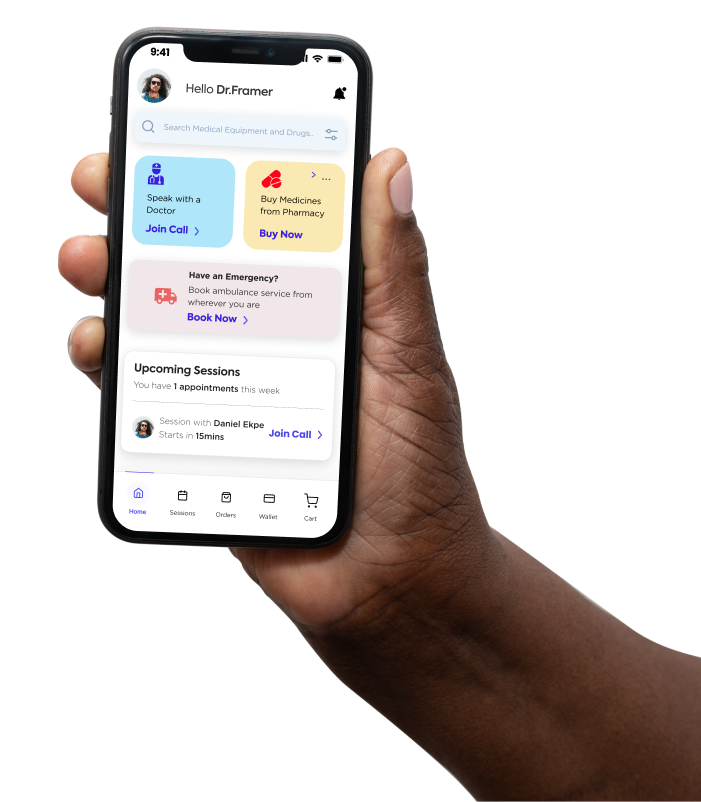 9:41
Hello Dr.Framer
Search Medical Equipment and Drugs..
Speak with a
Doctor
Join Call
Buy Medicines
from Pharmacy
Buy Now
Have an Emergency?
Book ambulance service from
wherever you are
Book Now
Upcoming Sessions
You have 1 appointments this week
Session with Daniel Ekpe
Starts in 15mins
Join Call
Home
Sessions
Orders
Wallet
Cart